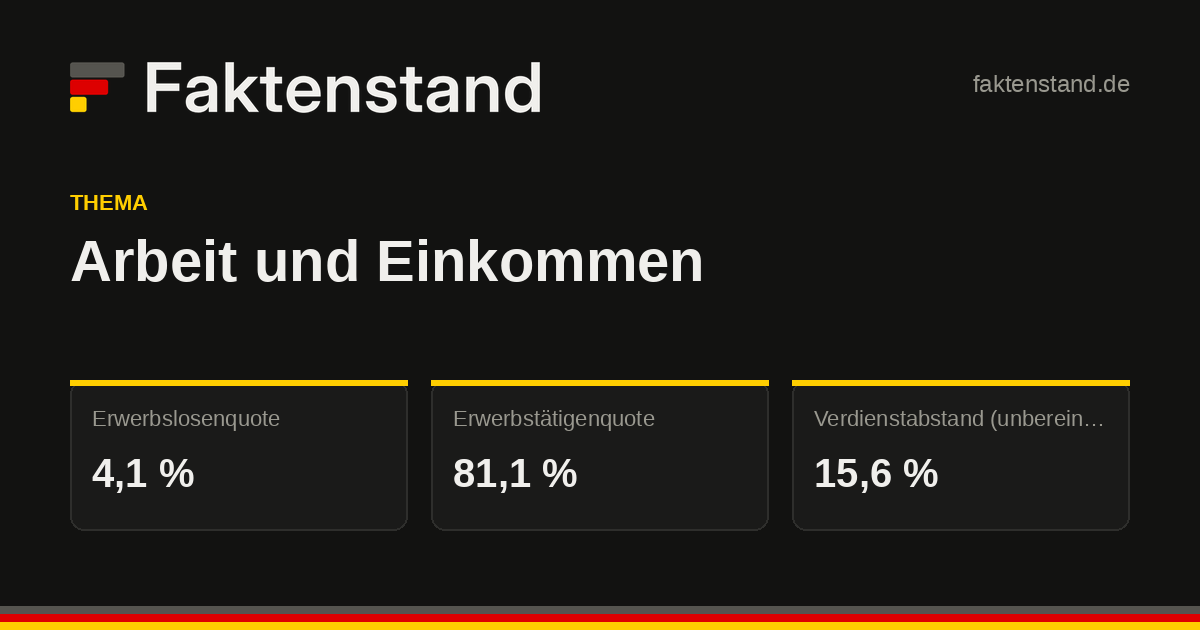 Faktenstand
faktenstand.de
THEMA
Arbeit und Einkommen
Erwerbslosenquote
4,1 %
Erwerbstätigenquote
81,1 %
Verdienstabstand (unberein…
15,6 %